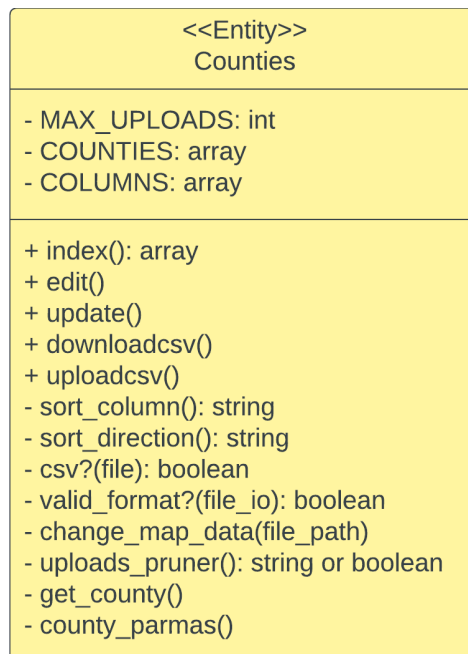 <<Entity>>
Counties
- MAX_UPLOADS: int
- COUNTIES: array
- COLUMNS: array
+ index(): array
+ edit()
+ update()
+ downloadcsv()
+ uploadcsv()
- sort_column(): string
- sort_direction(): string
- csv?(file): boolean
- valid_format?(file_io): boolean
- change_map_data(file_path)
- uploads_pruner(): string or boolean
- get_county()
- county_parmas()